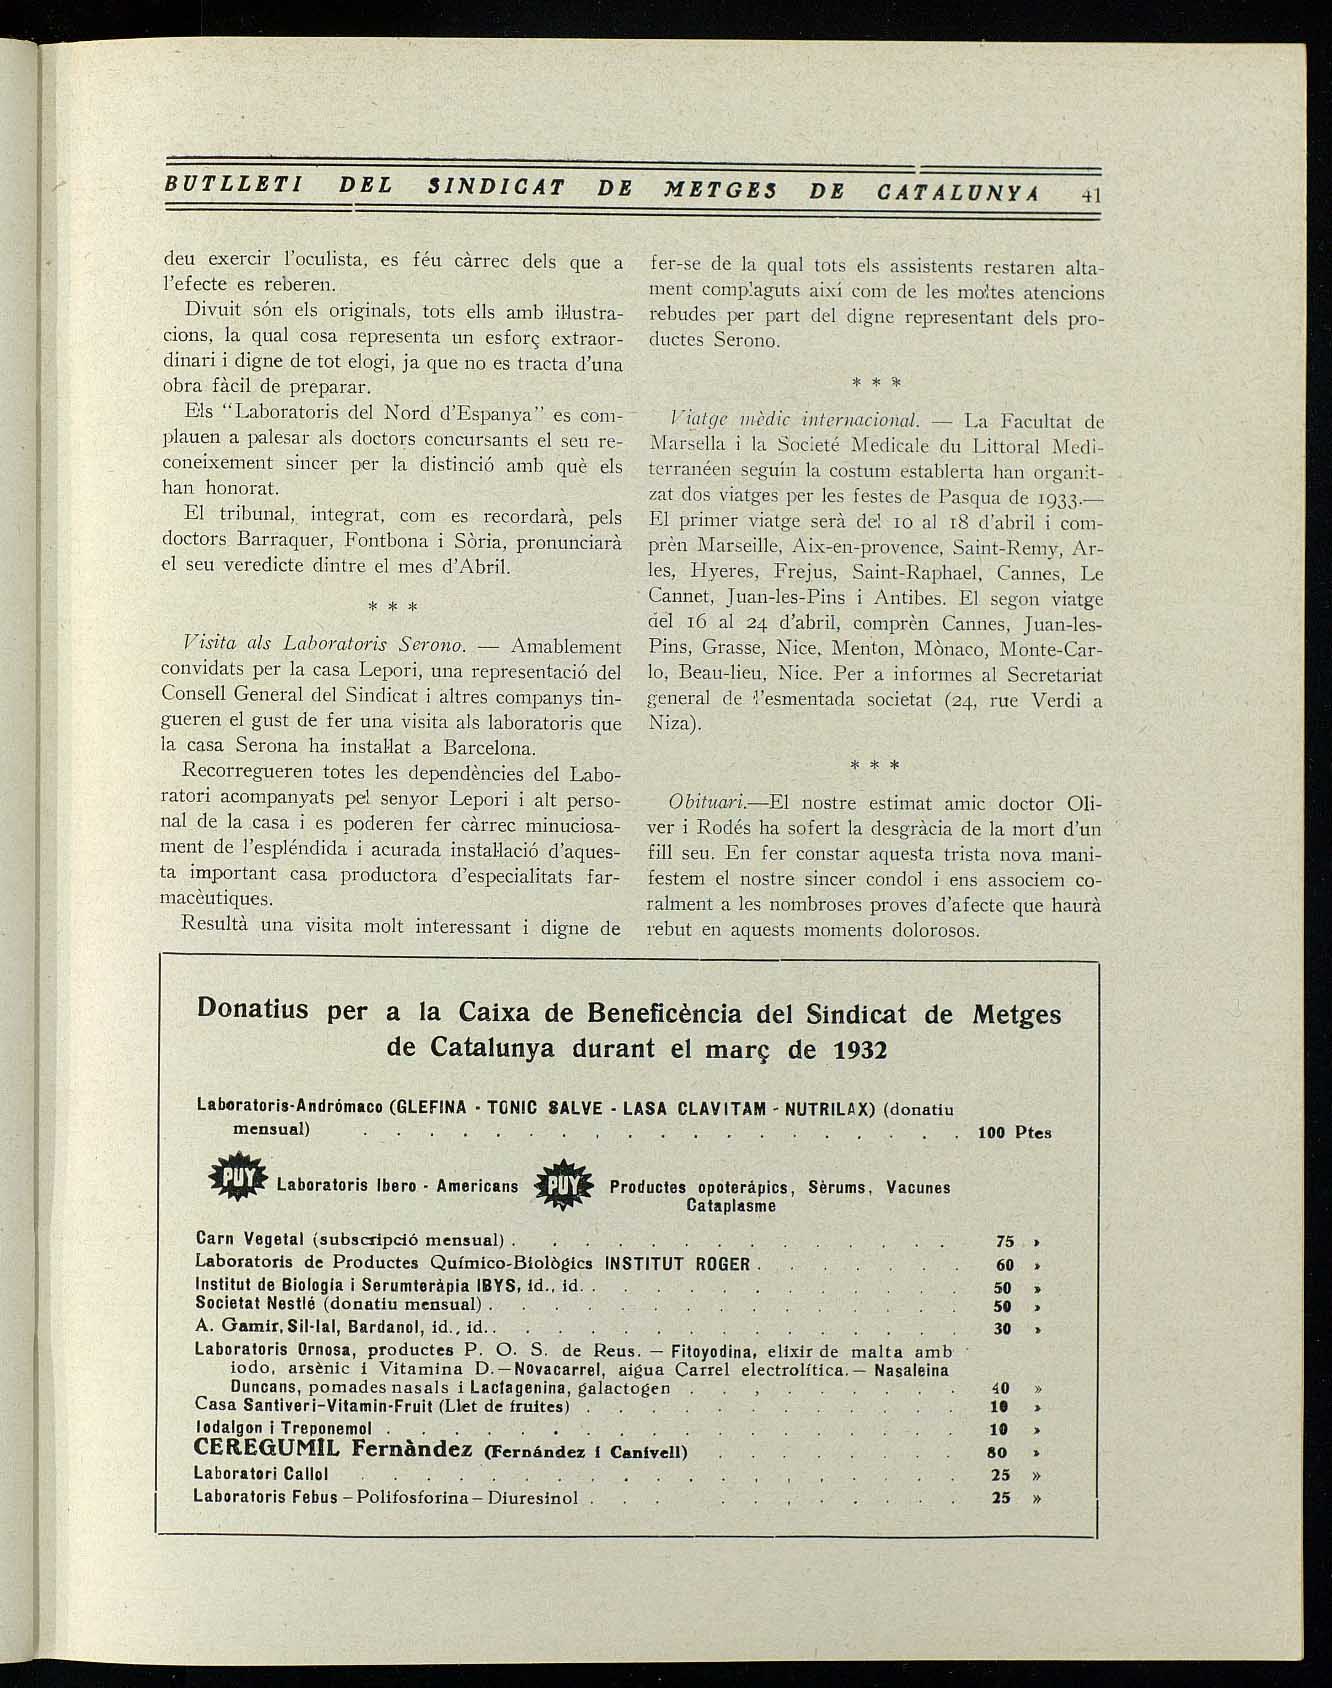 BUTLLETI DEL SINDICAT DE METGES DE CATALUNYA 41
deu exercir l'oculista, es féu càrrec dels que a
l'efecte es reberen.
Divuit són els originals, tots ells amb iŀlustra-
cions, la qual cosa representa un esforç extraor-
dinari i digne de tot elogi, ja que no es tracta d'una
obra fàcil de preparar.
Els "Laboratoris del Nord d'Espanya" es com-
plauen a palesar als doctors concursants el seu re-
coneixement sincer per la distinció amb què els
han honorat.
El tribunal, integrat, com es recordarà, pels
doctors Barraquer, Fontbona i Sòria, pronunciarà
el seu veredicte dintre el mes d'Abril.
* * *
Visita als Laboratoris Serono. — Amablement
convidats per la casa Lepori, una representació del
Consell General del Sindicat i altres companys tin-
gueren el gust de fer una visita als laboratoris que
la casa Serona ha instaŀlat a Barcelona.
Recorregueren totes les dependències del Labo-
ratori acompanyats pel senyor Lepori i alt perso-
nal de la casa i es poderen fer càrrec minuciosa-
ment de l'espléndida i acurada instaŀlació d'aques-
ta important casa productora d'especialitats far-
macèutiques.
Resultà una visita molt interessant i digne de
fer-se de la qual tots els assistents restaren alta-
ment complaguts així com de les moltes atencions
rebudes per part del digne representant dels pro-
ductes Serono.
* * *
Viatge mèdic internacional. — La Facultat de
Marsella i la Societé Medicale du Littoral Medi-
terranéen seguín la costum establerta han organit-
zat dos viatges per les festes de Pasqua de 1933.—
El primer viatge serà del 10 al 18 d'abril i com-
prèn Marseille, Aix-en-provence, Saint-Remy, Ar-
les, Hyeres, Frejus, Saint-Raphael, Cannes, Le
Cannet, Juan-les-Pins i Antibes. El segon viatge
del 16 al 24 d'abril, comprèn Cannes, Juan-les-
Pins, Grasse, Nice, Menton, Mònaco, Monte-Car-
lo, Beau-lieu, Nice. Per a informes al Secretariat
general de l'esmentada societat (24, rue Verdi a
Niza).
* * *
Obituari.—El nostre estimat amic doctor Oli-
ver i Rodés ha sofert la desgràcia de la mort d'un
fill seu. En fer constar aquesta trista nova mani-
festem el nostre sincer condol i ens associem co-
ralment a les nombroses proves d'afecte que haurà
rebut en aquests moments dolorosos.
Donatius per a la Caixa de Beneficència del Sindicat de Metges
de Catalunya durant el març de 1932
Laboratoris-Andrómaco (GLEFINA - TONIC SALVE - LASA CLAVITAM - NUTRILAX) (donatiu
mensual) . . . . . . . . . . . . . . . . . . . 100 Ptes
PUY Laboratoris Ibero - Americans PUY Productes opoteràpics, Sèrums, Vacunes
Cataplasme
Carn Vegetal (subscripció mensual) . . . . . . . . . . . . . . 75 »
Laboratoris de Productes Químico-Biològics INSTITUT ROGER . . . . . . . 60 »
Institut de Biologia i Serumteràpia IBYS, id., id. . . . . . . . . . . . . 50 »
Societat Nestlé (donatiu mensual) . . . . . . . . . . . . . . . 50 »
A. Gamir, Sil-lal, Bardanol, id., id. . . . . . . . . . . . . . . . 30 »
Laboratoris Ornosa, productes P. O. S. de Reus. — Fitoyodina, elixir de malta amb
iodo, arsènic i Vitamina D. — Novacarrel, aigua Carrel electrolítica. — Nasaleina
Duncans, pomades nasals i Lactagenina, galactogen . . . . . . . . . 40 »
Casa Santiveri-Vitamin-Fruit (Llet de fruites) . . . . . . . . . . . . 10 »
Iodalgon i Treponemol . . . . . . . . . . . . . . . . . . 10 »
CEREGUMIL Fernàndez (Fernández i Canivell) . . . . . . . . 80 »
Laboratori Callol . . . . . . . . . . . . . . . . . . . 25 »
Laboratoris Febus – Polifosforina – Diuresinol . . . . . . . . . . . 25 »